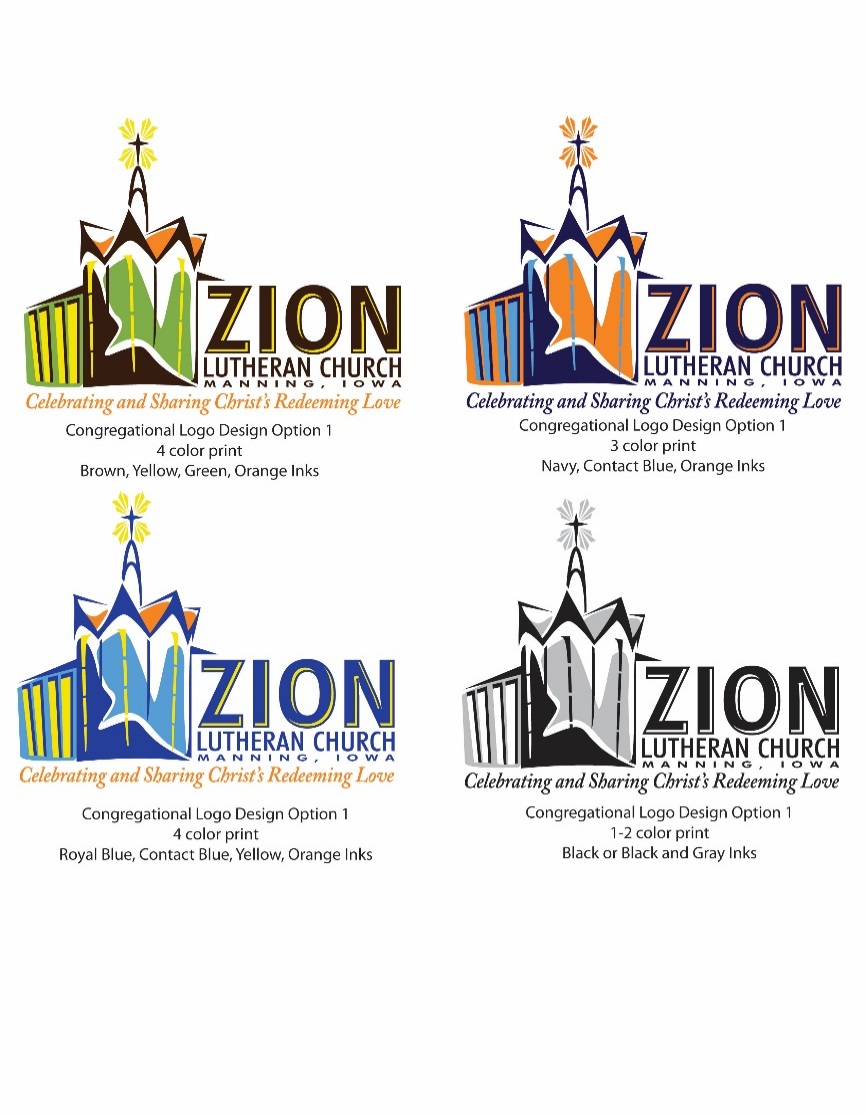 ZION
LUTHERAN CHURCH
MANNING, IOWA
Celebrating and Sharing Christ's Redeeming Love
Congregational Logo Design Option 1
4 color print
Brown, Yellow, Green, Orange Inks
ZION
LUTHERAN CHURCH
MANNING, IOWA
Celebrating and Sharing Christ's Redeeming Love
Congregational Logo Design Option 1
3 color print
Navy, Contact Blue, Orange Inks
ZION
LUTHERAN CHURCH
MANNING, IOWA
Celebrating and Sharing Christ's Redeeming Love
Congregational Logo Design Option 1
4 color print
Royal Blue, Contact Blue, Yellow, Orange Inks
ZION
LUTHERAN CHURCH
MANNING, IOWA
Celebrating and Sharing Christ's Redeeming Love
Congregational Logo Design Option 1
1-2 color print
Black or Black and Gray Inks